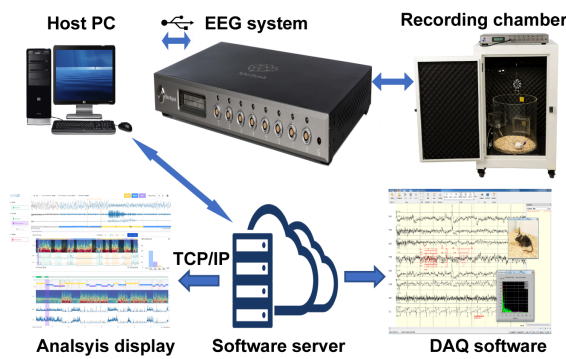 Host PC
EEG system
Recording chamber
TCP/IP
Analsyis display
Software server
DAQ software